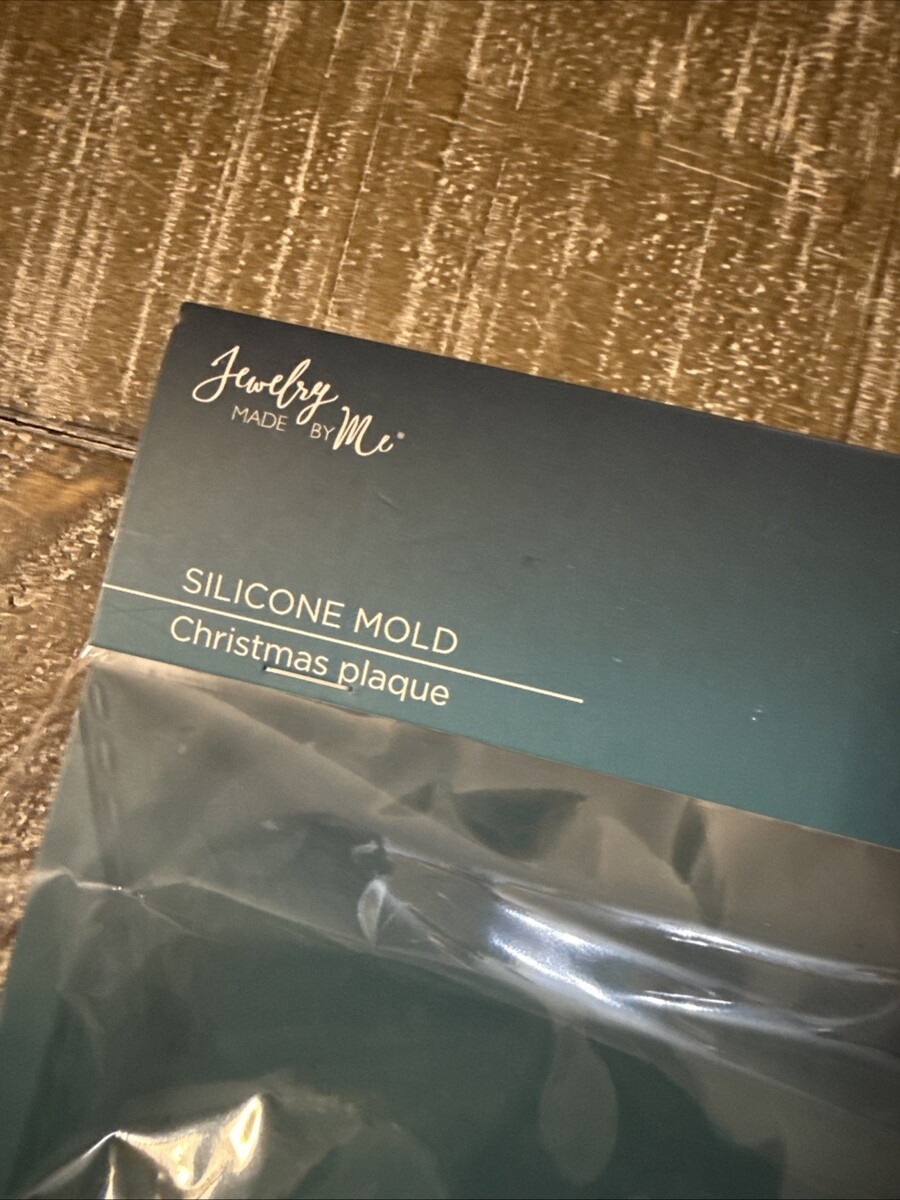 Jewelry
MADE BY Me®
SILICONE MOLD
Christmas plaque